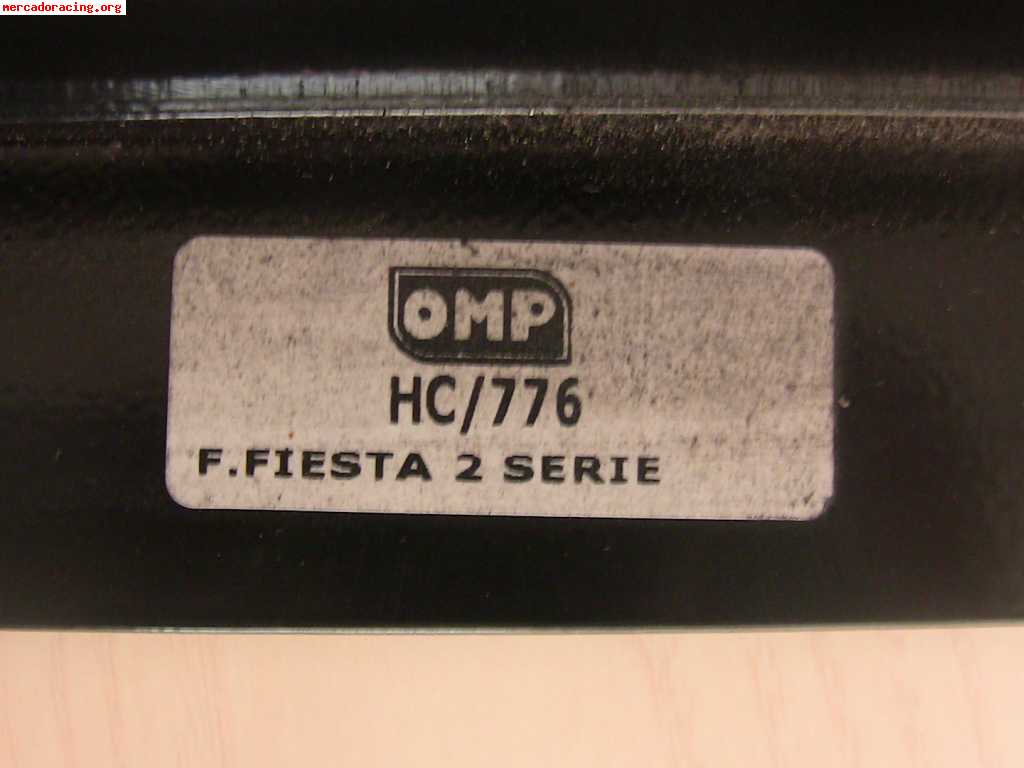 mercadoracing.org
OMP
HC/776
F.FIESTA 2 SERIE